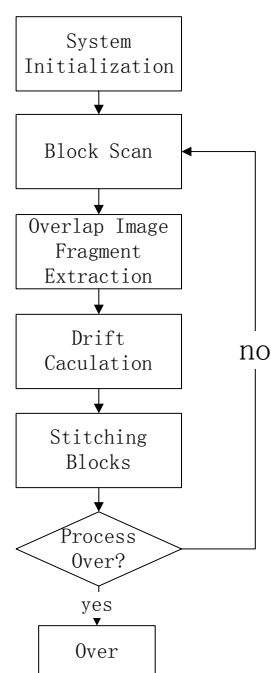 System
Initialization
Block Scan
Overlap Image
Fragment
Extraction
Drift
Caculation
no
Stitching
Blocks
Process
Over?
yes
Over